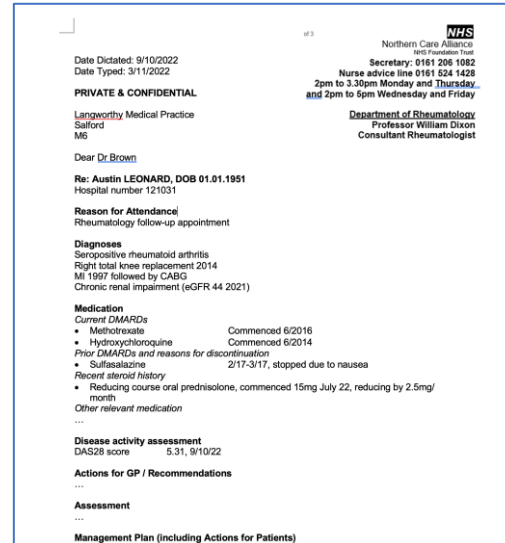 of 3
NHS
Northern Care Alliance
NHS Foundation Trust
Secretary: 0161 206 1082
Nurse advice line 0161 524 1428
2pm to 3.30pm Monday and Thursday
and 2pm to 5pm Wednesday and Friday
Department of Rheumatology
Professor William Dixon
Consultant Rheumatologist
Date Dictated: 9/10/2022
Date Typed: 3/11/2022
PRIVATE & CONFIDENTIAL
Langworthy Medical Practice
Salford
M6
Dear Dr Brown
Re: Austin LEONARD, DOB 01.01.1951
Hospital number 121031
Reason for Attendance
Rheumatology follow-up appointment
Diagnoses
Seropositive rheumatoid arthritis
Right total knee replacement 2014
MI 1997 followed by CABG
Chronic renal impairment (eGFR 44 2021)
Medication
Current DMARDs
• Methotrexate Commenced 6/2016
• Hydroxychloroquine Commenced 6/2014
Prior DMARDs and reasons for discontinuation
• Sulfasalazine 2/17-3/17, stopped due to nausea
Recent steroid history
• Reducing course oral prednisolone, commenced 15mg July 22, reducing by 2.5mg/
month
Other relevant medication
…
Disease activity assessment
DAS28 score 5.31, 9/10/22
Actions for GP / Recommendations
…
Assessment
…
Management Plan (including Actions for Patients)